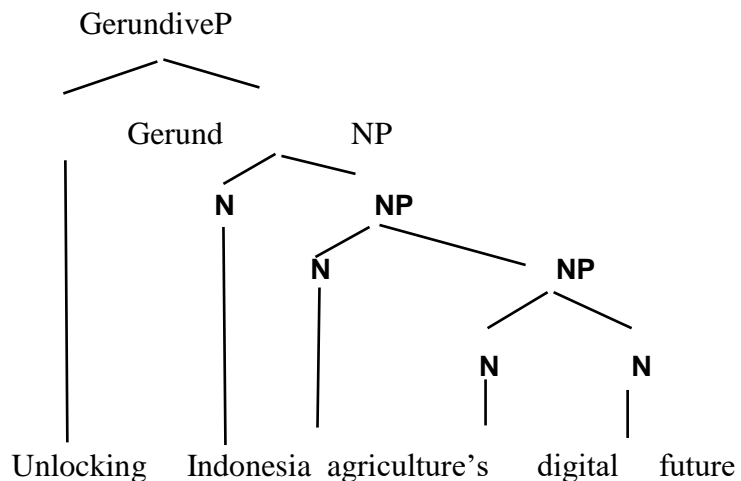 GerundiveP
Gerund NP
N NP
N NP
N N
Unlocking Indonesia agriculture's digital future